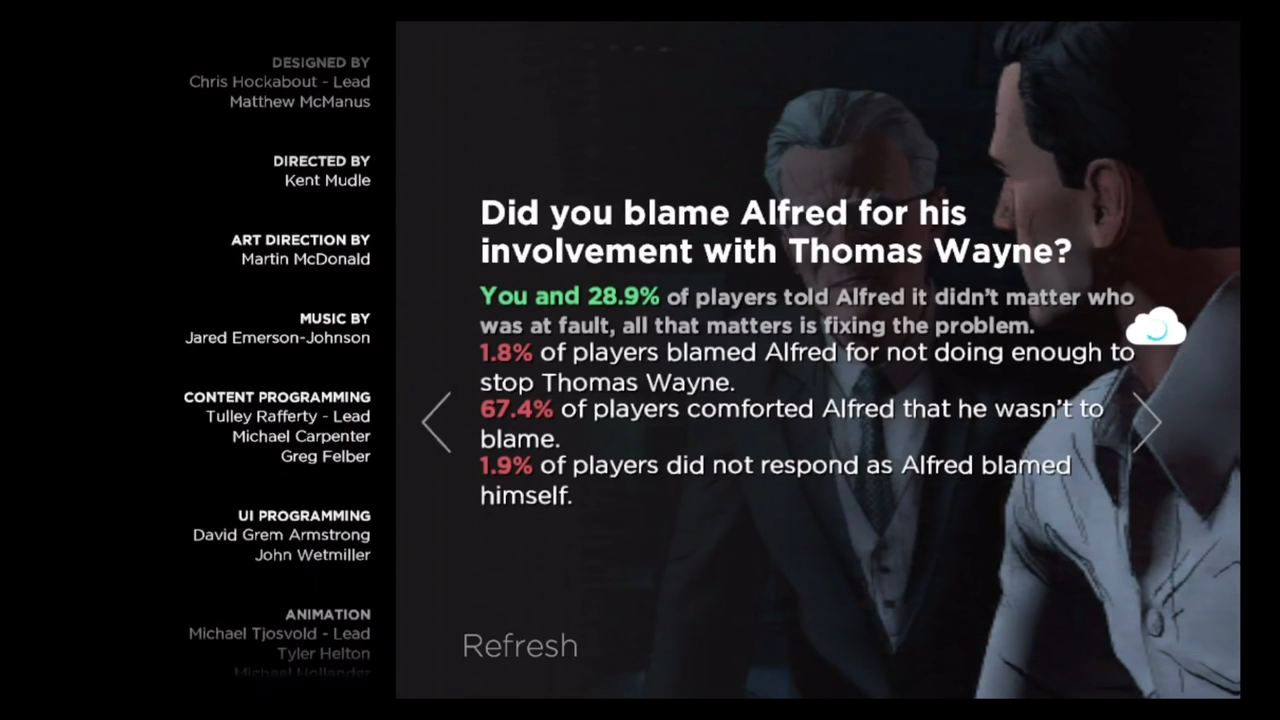 DESIGNED BY
Chris Hockabout - Lead
Matthew McManus
DIRECTED BY
Kent Mudle
ART DIRECTION BY
Martin McDonald
MUSIC BY
Jared Emerson-Johnson
CONTENT PROGRAMMING
Tulley Rafferty - Lead
Michael Carpenter
Greg Felber
UI PROGRAMMING
David Grem Armstrong
John Wetmiller
ANIMATION
Michael Tjosvold - Lead
Tyler Helton
Michael Hollander
Did you blame Alfred for his
involvement with Thomas Wayne?
You and 28.9% of players told Alfred it didn't matter who
was at fault, all that matters is fixing the problem.
1.8% of players blamed Alfred for not doing enough to
stop Thomas Wayne.
67.4% of players comforted Alfred that he wasn't to
blame.
1.9% of players did not respond as Alfred blamed
himself.
Refresh